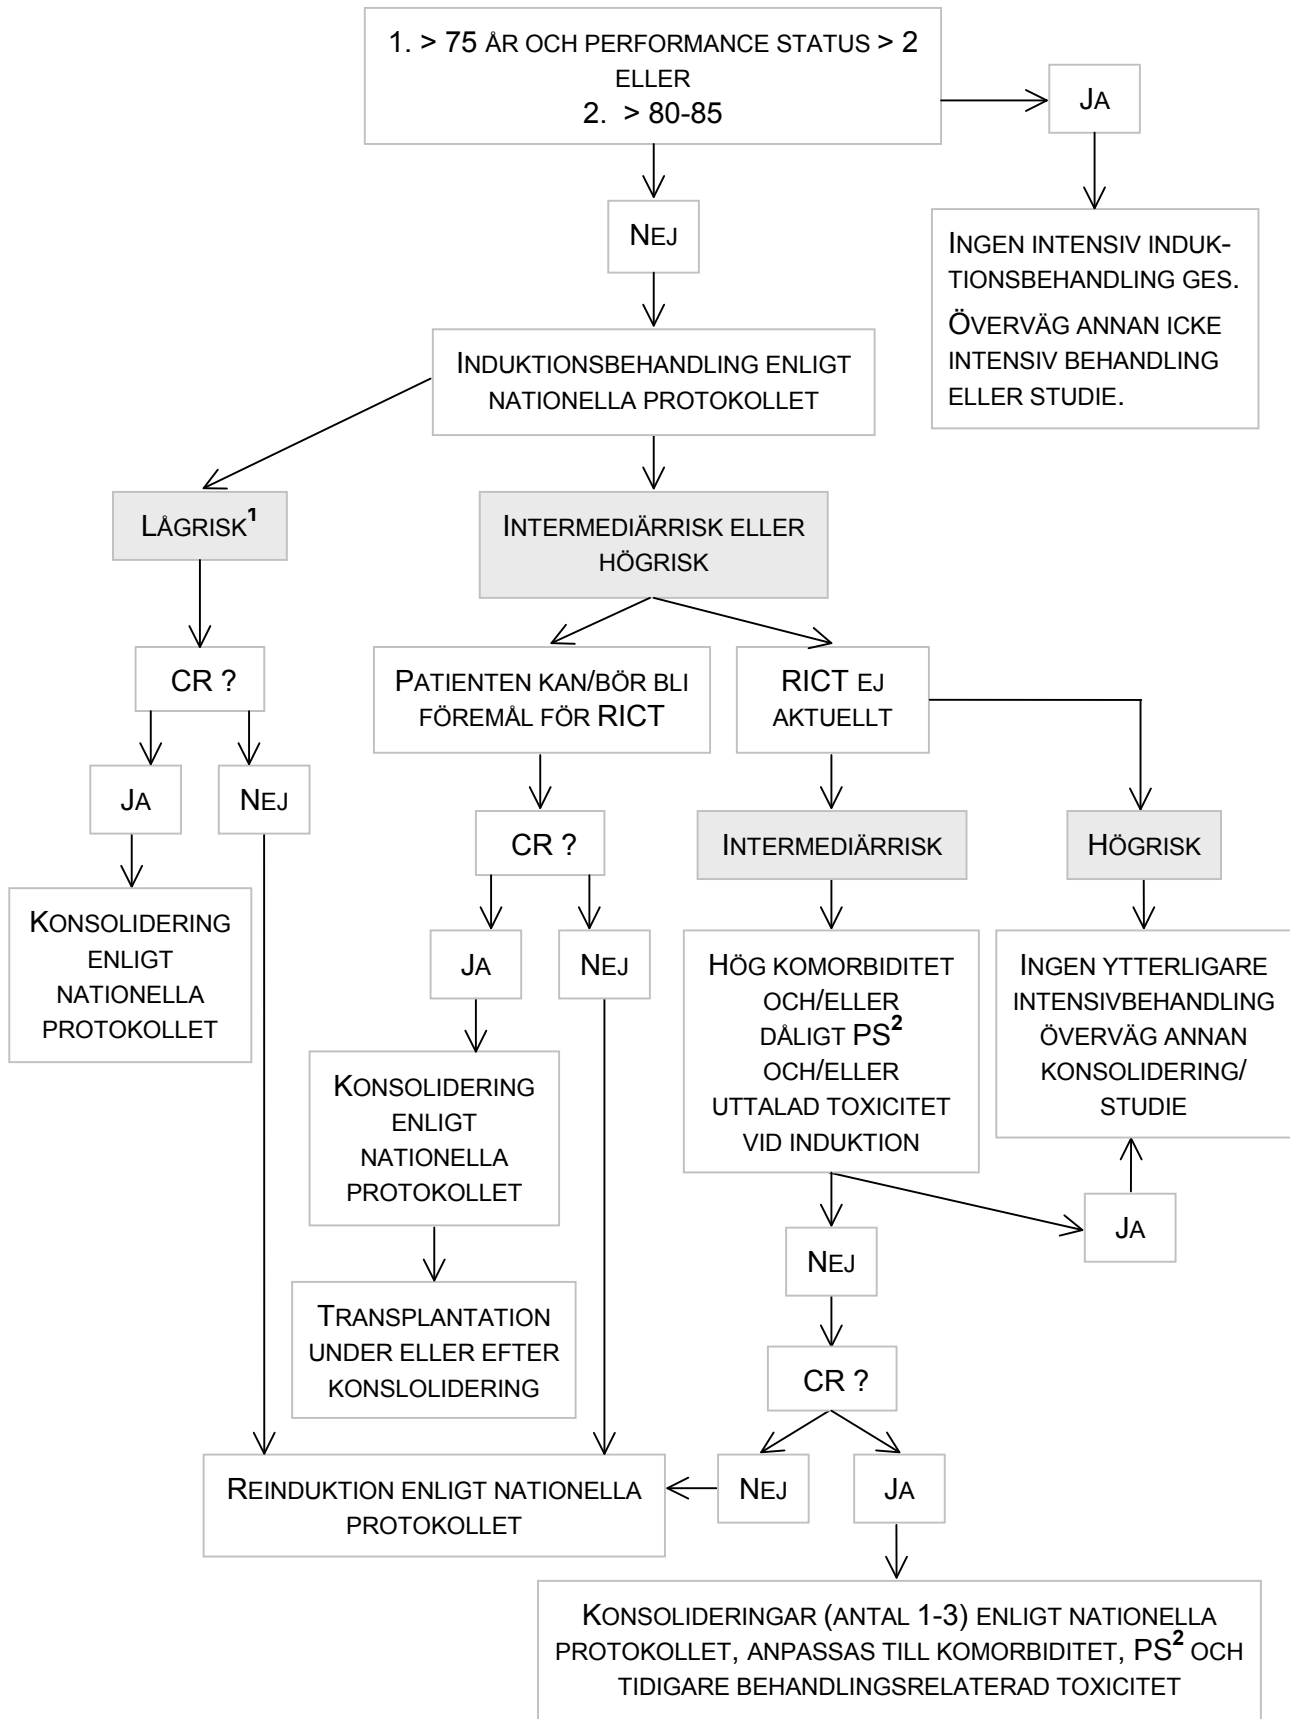 1. > 75 ÅR OCH PERFORMANCE STATUS > 2
ELLER
2. > 80-85
JA
NEJ
INGEN INTENSIV INDUK-
TIONSBEHANDLING GES.
ÖVERVÄG ANNAN ICKE
INTENSIV BEHANDLING
ELLER STUDIE.
INDUKTIONSBEHANDLING ENLIGT
NATIONELLA PROTOKOLLET
LÅGRISK¹
INTERMEDIÄRRISK ELLER
HÖGRISK
CR ?
PATIENTEN KAN/BÖR BLI
FÖREMÅL FÖR RICT
RICT EJ
AKTUELLT
JA
NEJ
CR ?
INTERMEDIÄRRISK
HÖGRISK
KONSOLIDERING
ENLIGT
NATIONELLA
PROTOKOLLET
JA
NEJ
HÖG KOMORBIDITET
OCH/ELLER
DÅLIGT PS²
OCH/ELLER
UTTALAD TOXICITET
VID INDUKTION
INGEN YTTERLIGARE
INTENSIVBEHANDLING
ÖVERVÄG ANNAN
KONSOLIDERING/
STUDIE
KONSOLIDERING
ENLIGT
NATIONELLA
PROTOKOLLET
JA
NEJ
TRANSPLANTATION
UNDER ELLER EFTER
KONSLOLIDERING
CR ?
REINDUKTION ENLIGT NATIONELLA
PROTOKOLLET
NEJ
JA
KONSOLIDERINGAR (ANTAL 1-3) ENLIGT NATIONELLA
PROTOKOLLET, ANPASSAS TILL KOMORBIDITET, PS² OCH
TIDIGARE BEHANDLINGSRELATERAD TOXICITET